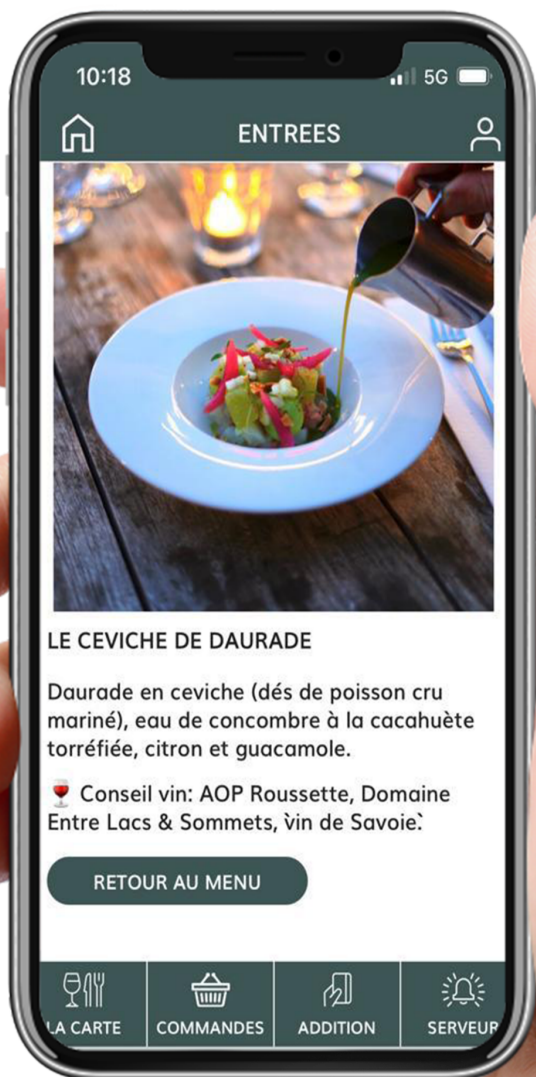 10:18
5G
ENTREES
LE CEVICHE DE DAURADE
Daurade en ceviche (dés de poisson cru
mariné), eau de concombre à la cacahuète
torréfiée, citron et guacamole.
🍷 Conseil vin: AOP Roussette, Domaine
Entre Lacs & Sommets, `vin de Savoie`.
RETOUR AU MENU
LA CARTE
COMMANDES
ADDITION
SERVEUR